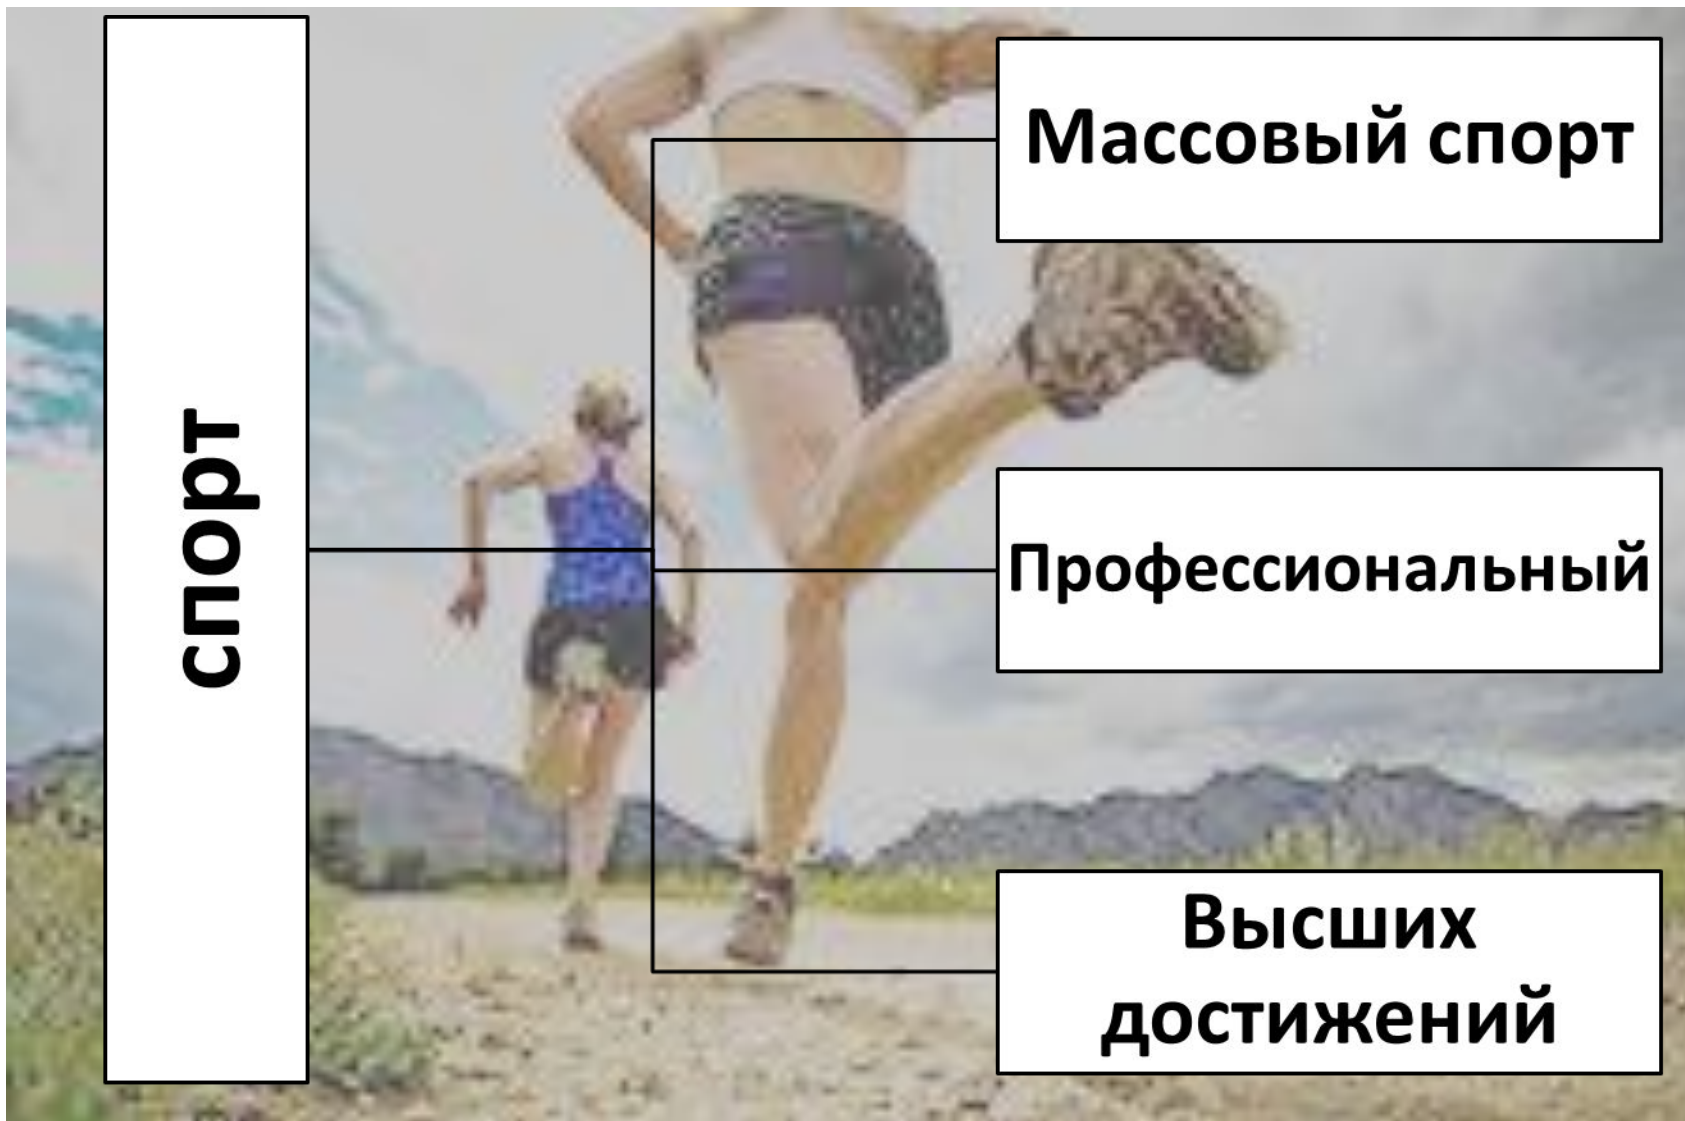 спорт
Массовый спорт
Профессиональный
Высших
достижений